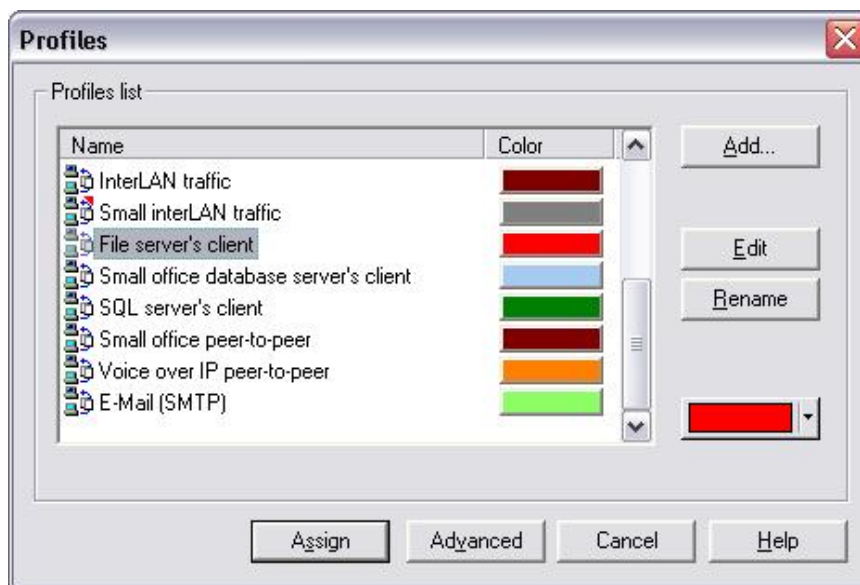 Profiles
Profiles list
Name Color
InterLAN traffic
Small interLAN traffic
File server's client
Small office database server's client
SQL server's client
Small office peer-to-peer
Voice over IP peer-to-peer
E-Mail (SMTP)
Add...
Edit
Rename
Assign Advanced Cancel Help